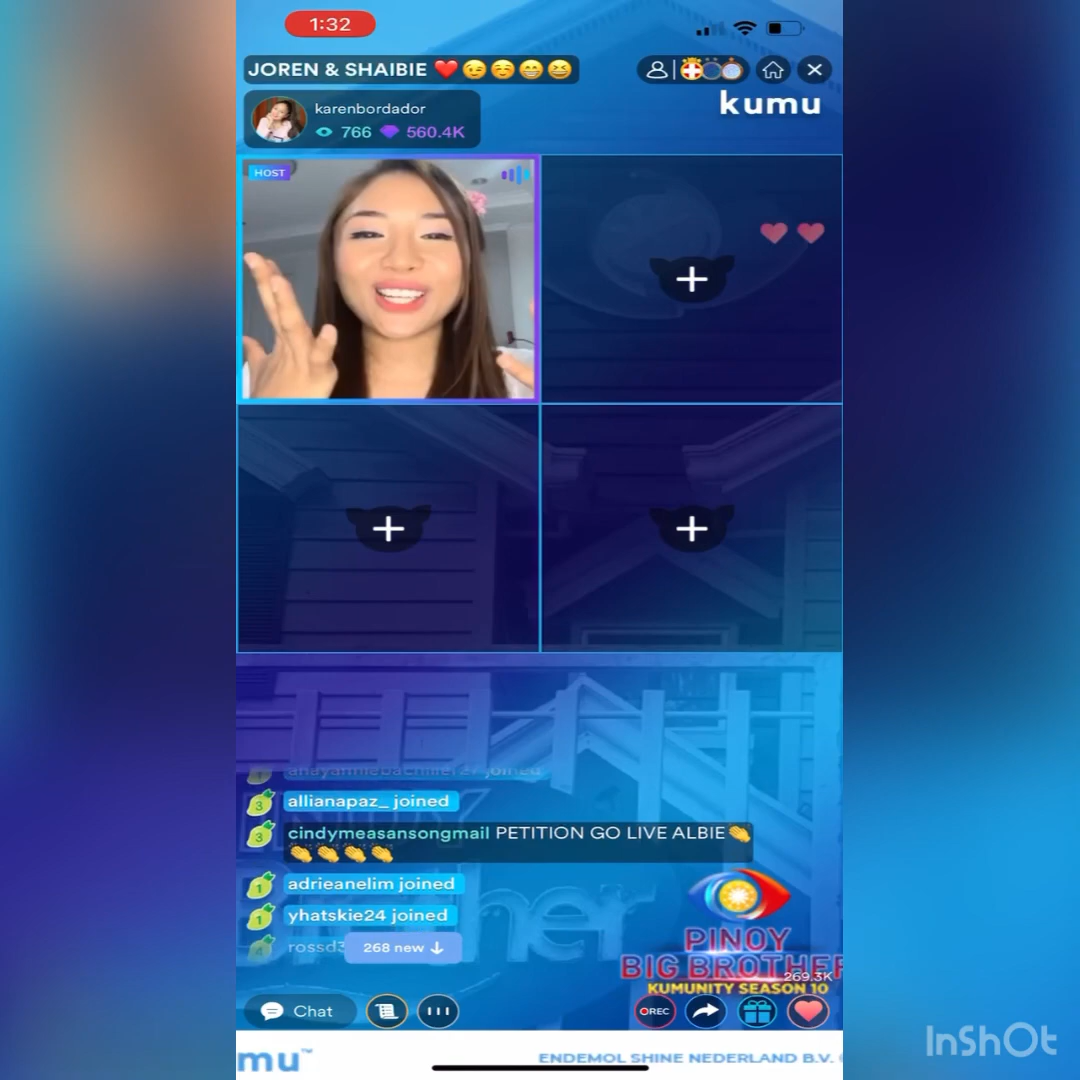 1:32
JOREN & SHAIBIE ❤️😉☺️😁😆
karenbordador
766 560.4K
kumu
HOST
allianapaz_ joined
cindymeasansongmail PETITION GO LIVE ALBIE👏
👏👏👏👏
adrieanelim joined
yhatskie24 joined
268 new ↓
PINOY
BIG BROTHER
269.3K
KUMUNITY SEASON 10
Chat
REC
mu™
ENDEMOL SHINE NEDERLAND B.V.
InShOt